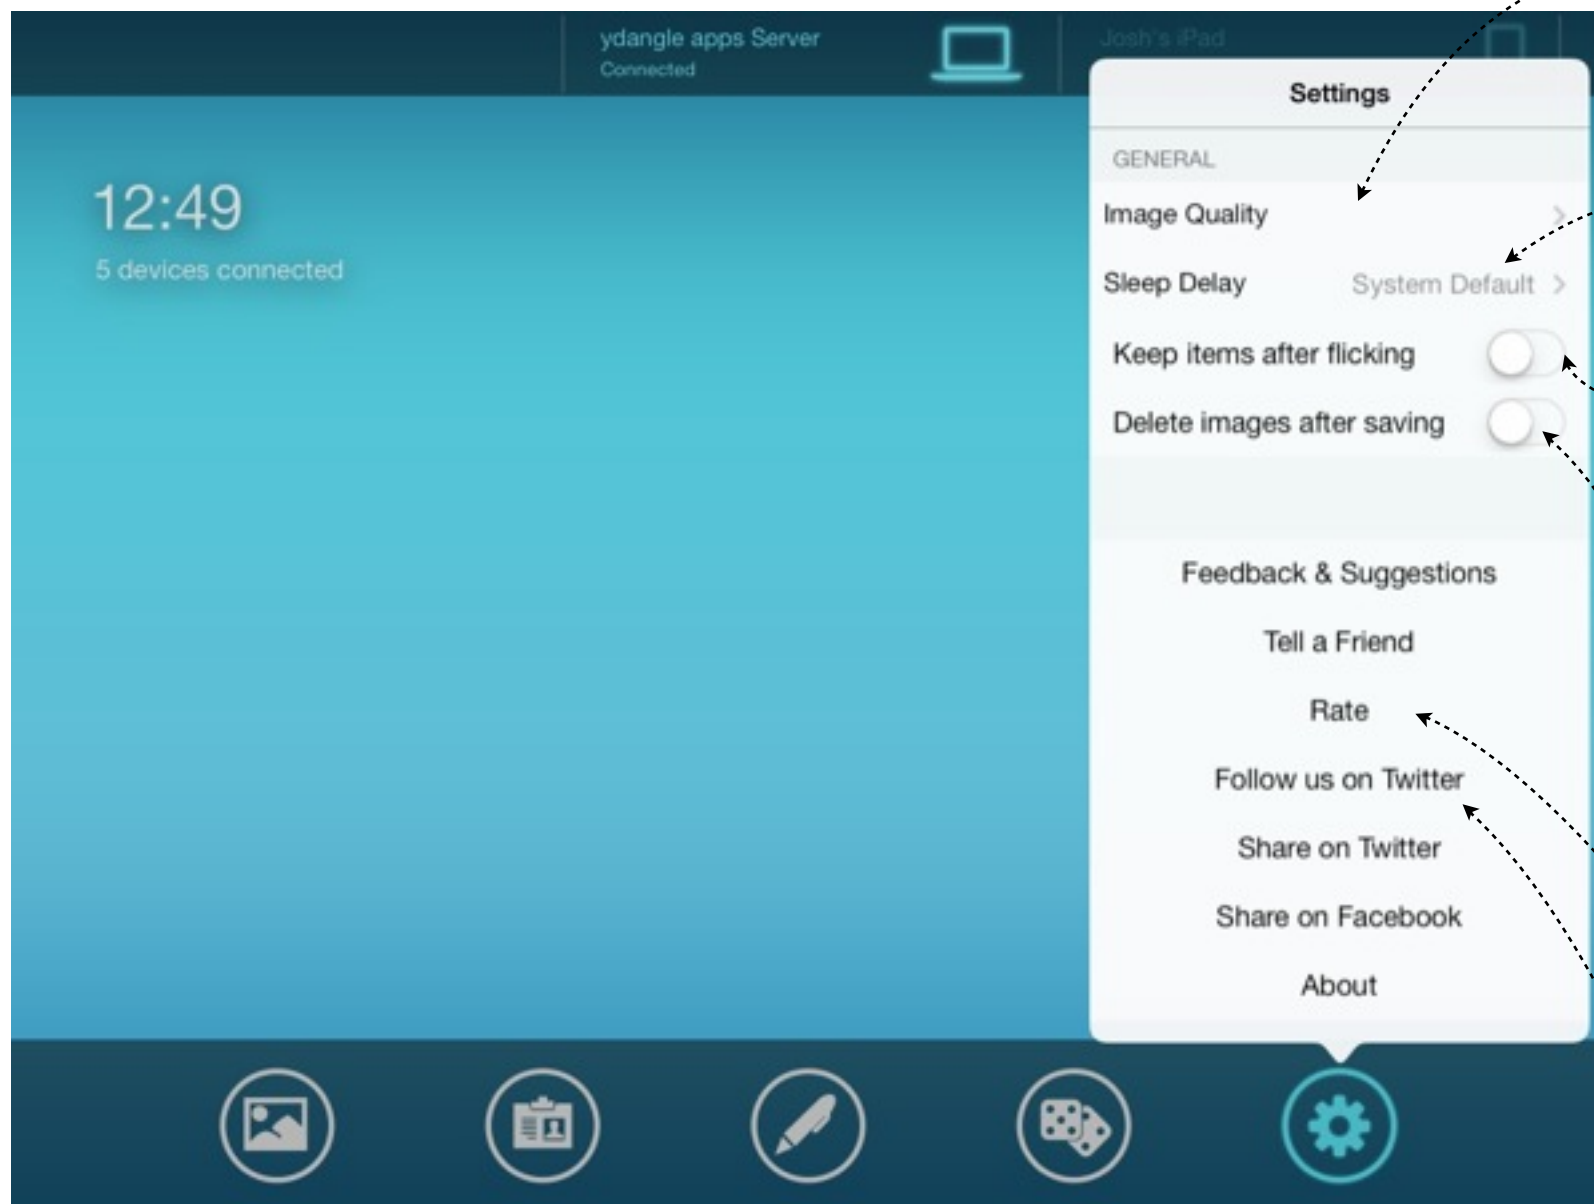 ydangle apps Server
Connected
Josh's iPad
12:49
5 devices connected
Settings
GENERAL
Image Quality
Sleep Delay System Default
Keep items after flicking
Delete images after saving
Feedback & Suggestions
Tell a Friend
Rate
Follow us on Twitter
Share on Twitter
Share on Facebook
About